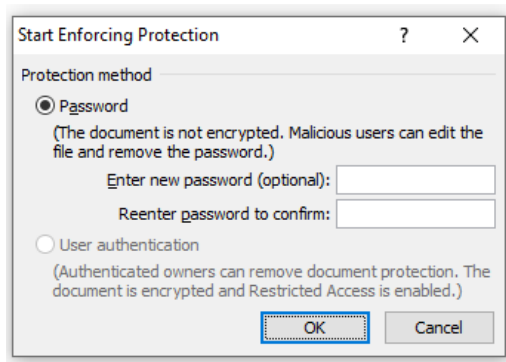 Start Enforcing Protection ?
Protection method
Password
(The document is not encrypted. Malicious users can edit the
file and remove the password.)
Enter new password (optional):
Reenter password to confirm:
User authentication
(Authenticated owners can remove document protection. The
document is encrypted and Restricted Access is enabled.)
OK Cancel